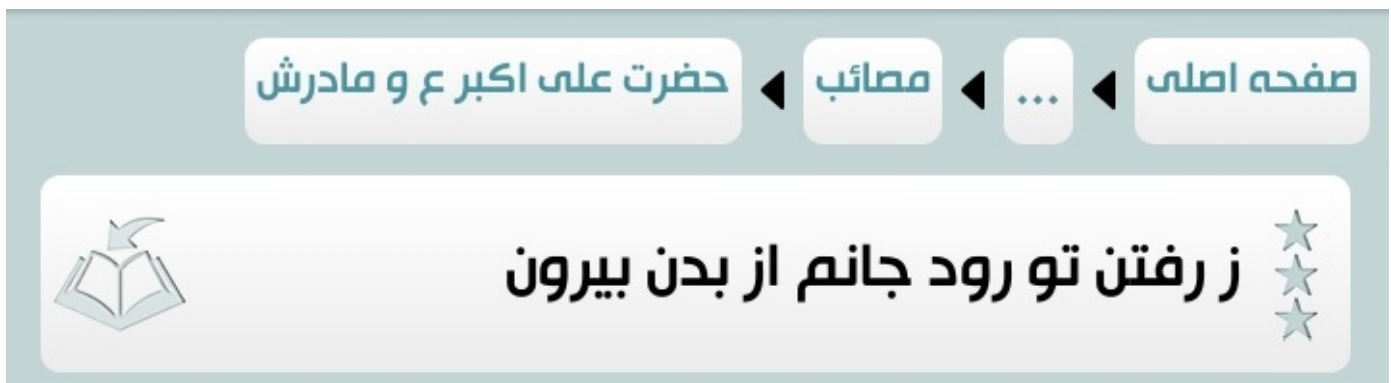 صفحه اصلی ◀ ... ◀ مصائب ◀ حضرت علی اکبر ع و مادرش
ز رفتن تو رود جانم از بدن بیرون